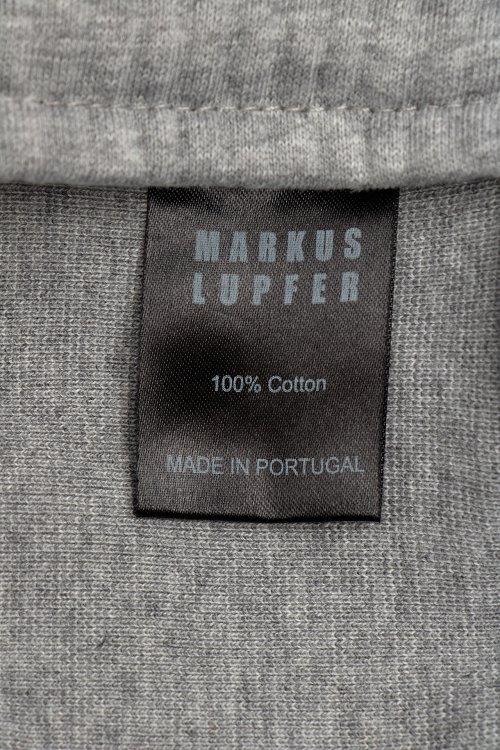 MARKUS
LUPFER
100% Cotton
MADE IN PORTUGAL